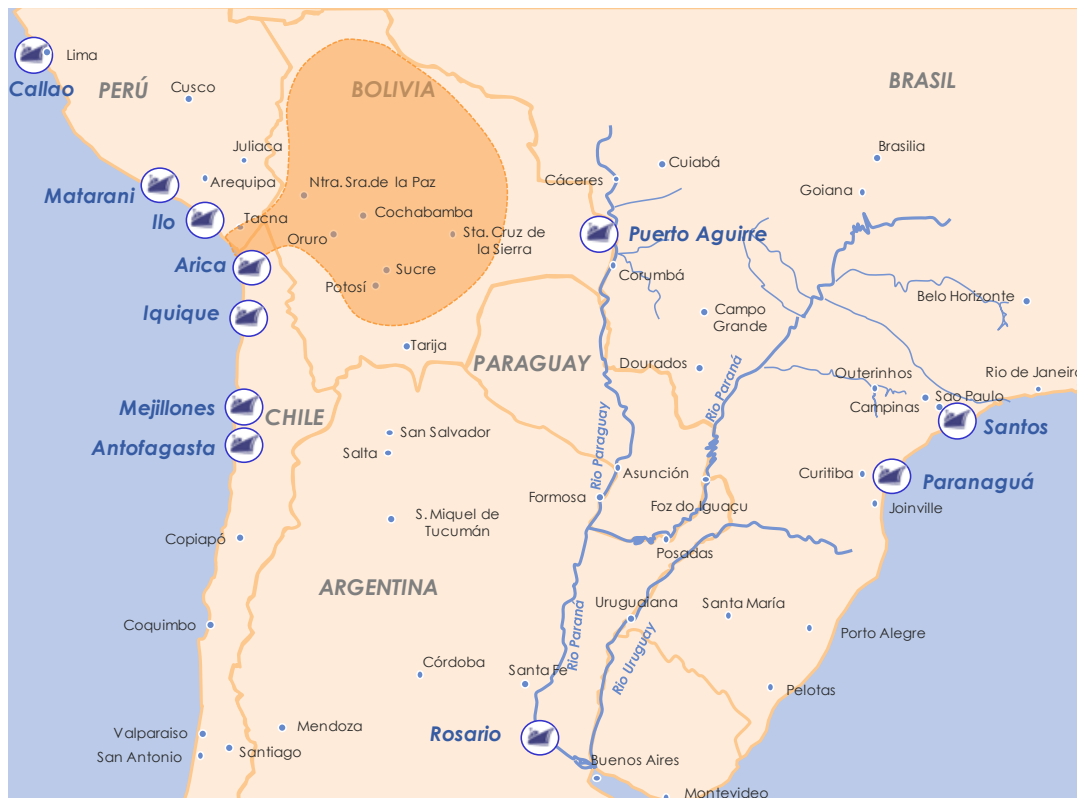 Lima
Callao
PERÚ
Cusco
BOLIVIA
BRASIL
Juliaca
Arequipa
Matarani
Ilo
Tacna
Arica
Iquique
Ntra. Sra.de la Paz
Cochabamba
Oruro
Sta. Cruz de
la Sierra
Sucre
Potosí
Tarija
Cáceres
Cuiabá
Brasilia
Goiana
Puerto Aguirre
Corumbá
Campo
Grande
Belo Horizonte
PARAGUAY
Dourados
Rio Paraná
Outerinhos
Rio de Janeiro
Sao Paulo
Campinas
Santos
Mejillones
CHILE
Antofagasta
San Salvador
Salta
Rio Paraguay
Asunción
Curitiba
Paranaguá
Formosa
Foz do Iguaçu
Joinville
S. Miquel de
Tucumán
Copiapó
Posadas
ARGENTINA
Uruguaiana
Santa María
Coquimbo
Rio Paraná
Rio Uruguay
Porto Alegre
Córdoba
Santa Fe
Pelotas
Valparaiso
Mendoza
Rosario
San Antonio
Santiago
Buenos Aires
Montevideo